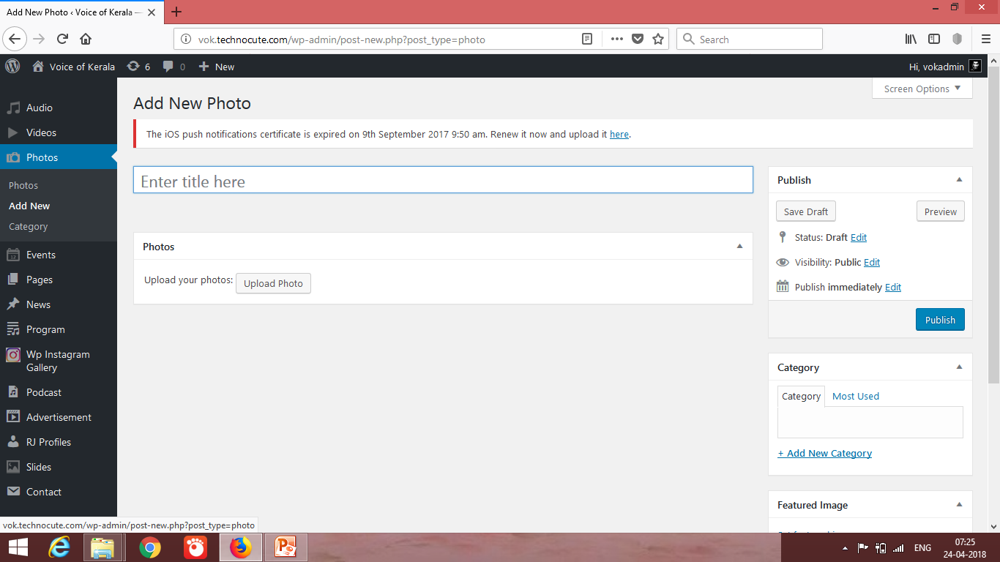 Add New Photo ‹ Voice of Kerala —
vok.technocute.com/wp-admin/post-new.php?post_type=photo
Search
Voice of Kerala 6 0 New
Hi, vokadmin
Screen Options
Audio
Videos
Photos
Photos
Add New
Category
Events
Pages
News
Program
Wp Instagram
Gallery
Podcast
Advertisement
RJ Profiles
Slides
Contact
Add New Photo
The iOS push notifications certificate is expired on 9th September 2017 9:50 am. Renew it now and upload it here.
Enter title here
Photos
Upload your photos: Upload Photo
Publish
Save Draft Preview
Status: Draft Edit
Visibility: Public Edit
Publish immediately Edit
Publish
Category
Category Most Used
+ Add New Category
Featured Image
vok.technocute.com/wp-admin/post-new.php?post_type=photo
ENG
07:25
24-04-2018